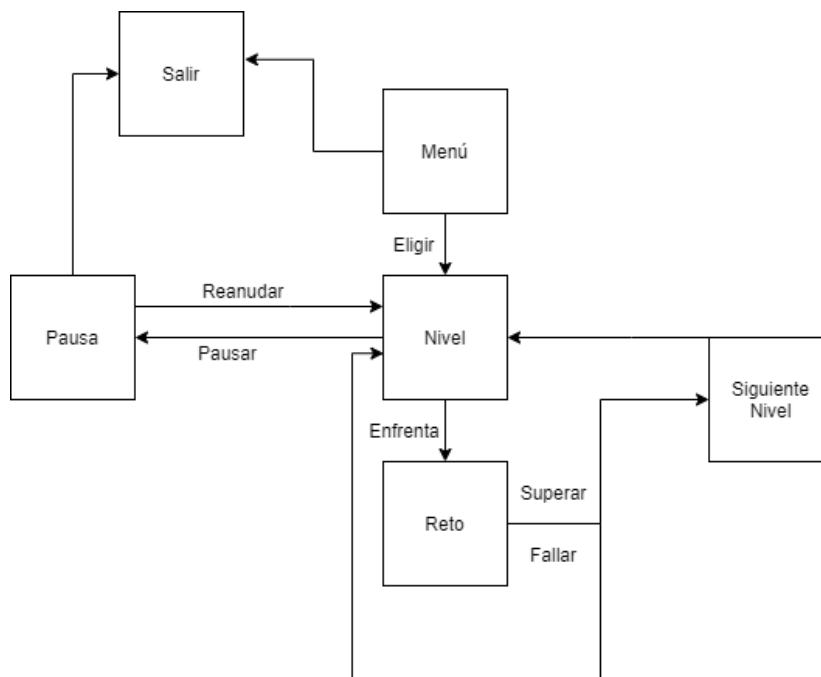 Salir
Menú
Eligir
Reanudar
Pausa
Pausar
Nivel
Siguiente
Nivel
Enfrenta
Reto
Superar
Fallar